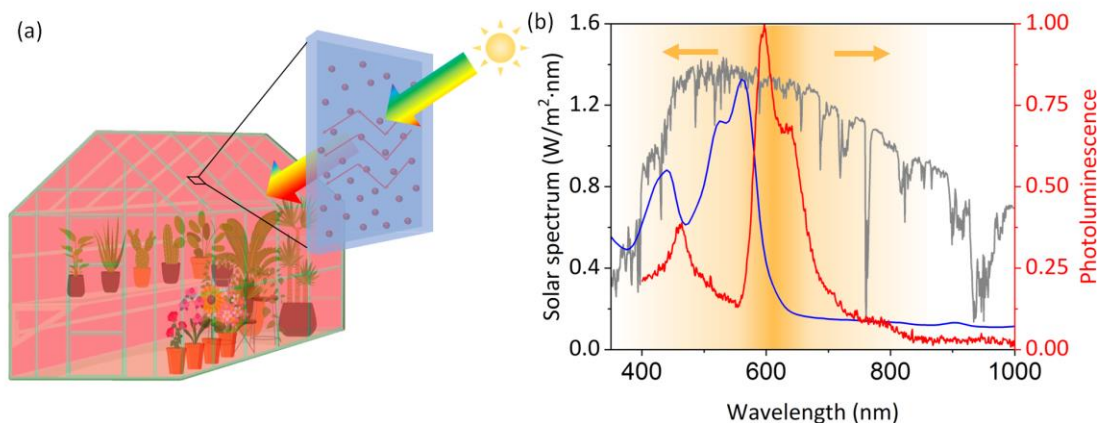 (a)
(b)
1.6
1.2
0.8
0.4
0.0
Solar spectrum (W/m²·nm)
1.00
0.75
0.50
0.25
0.00
Photoluminescence
400 600 800 1000
Wavelength (nm)